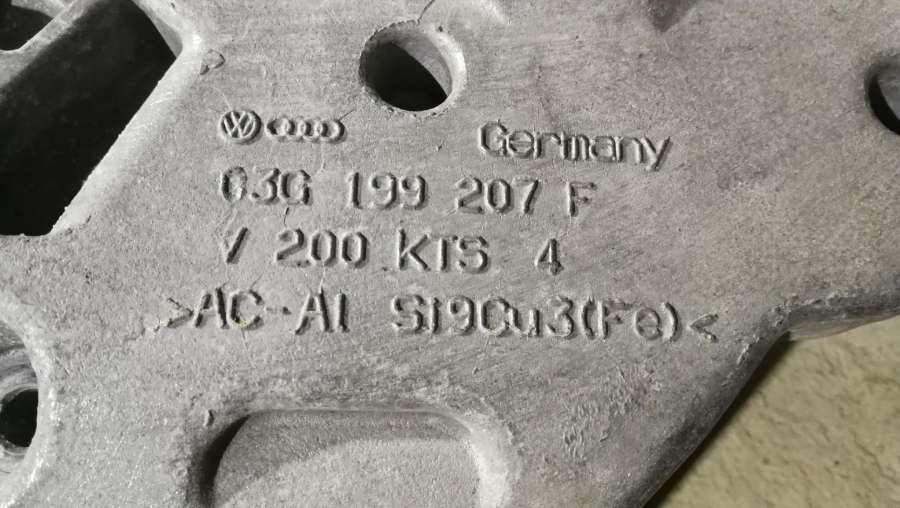 Germany
03G 199 207 F
V 200 KTS 4
>AC-Al Si9Cu3(Fe)<